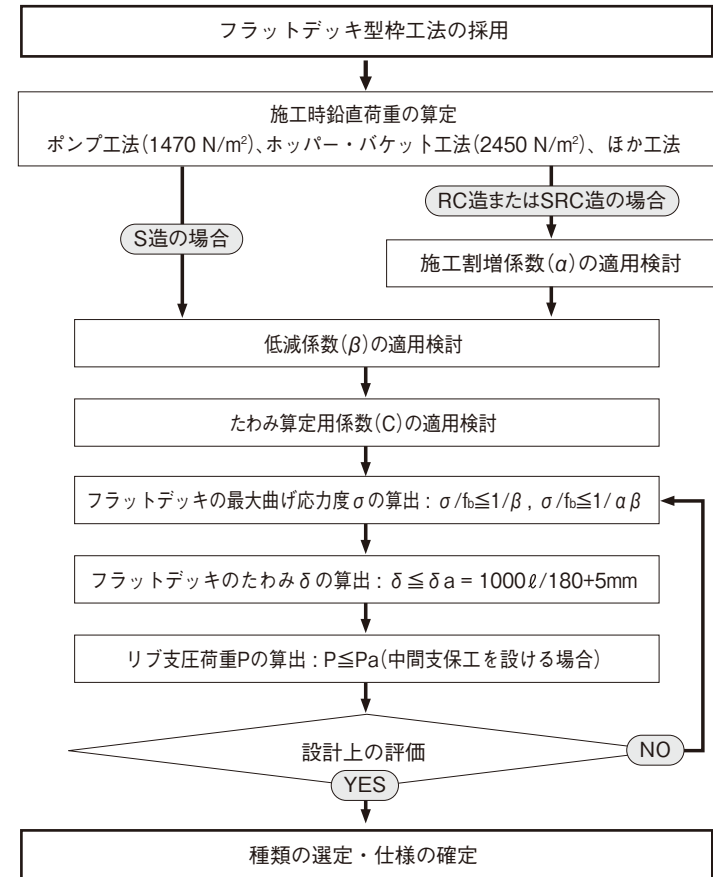 フラットデッキ型枠工法の採用
施工時鉛直荷重の算定
ポンプ工法(1470 N/m²)、ホッパー・バケット工法(2450 N/m²)、ほか工法
RC造またはSRC造の場合
S造の場合
施工割増係数(α)の適用検討
低減係数(β)の適用検討
たわみ算定用係数(C)の適用検討
フラットデッキの最大曲げ応力度σの算出：σ/fb≦1/β , σ/fb≦1/αβ
フラットデッキのたわみδの算出：δ≦δa = 1000ℓ/180+5mm
リブ支圧荷重Pの算出：P≦Pa(中間支保工を設ける場合)
設計上の評価
NO
YES
種類の選定・仕様の確定